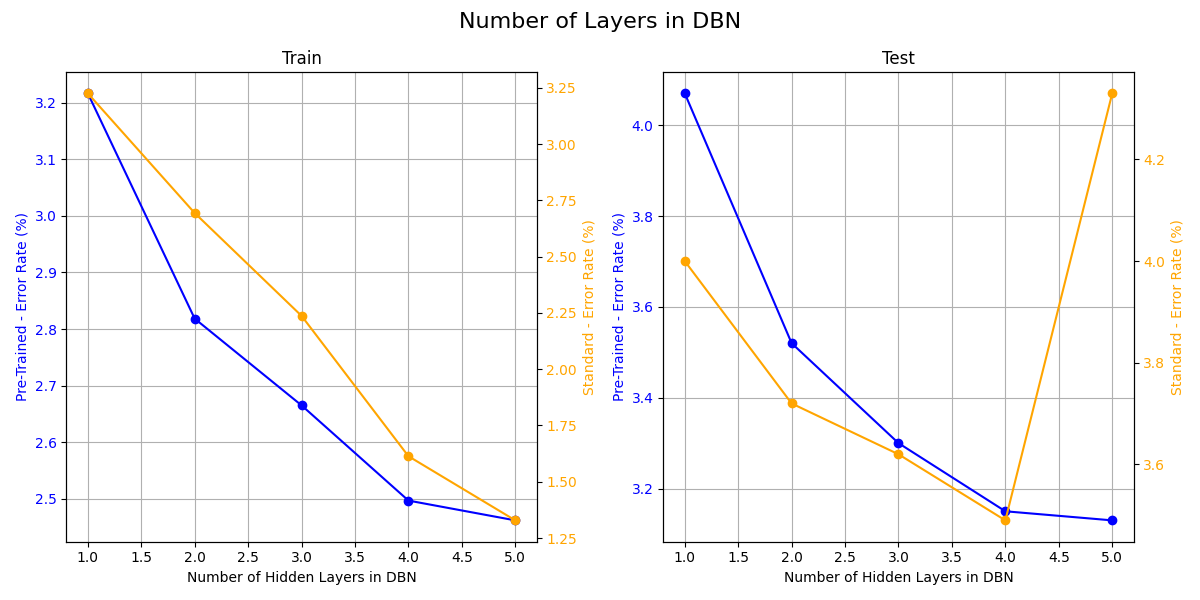 Number of Layers in DBN
Train
Pre-Trained - Error Rate (%)
3.2
3.1
3.0
2.9
2.8
2.7
2.6
2.5
3.25
3.00
2.75
2.50
2.25
2.00
1.75
1.50
1.25
Standard - Error Rate (%)
1.0 1.5 2.0 2.5 3.0 3.5 4.0 4.5 5.0
Number of Hidden Layers in DBN
Test
Pre-Trained - Error Rate (%)
4.0
3.8
3.6
3.4
3.2
4.2
4.0
3.8
3.6
Standard - Error Rate (%)
1.0 1.5 2.0 2.5 3.0 3.5 4.0 4.5 5.0
Number of Hidden Layers in DBN